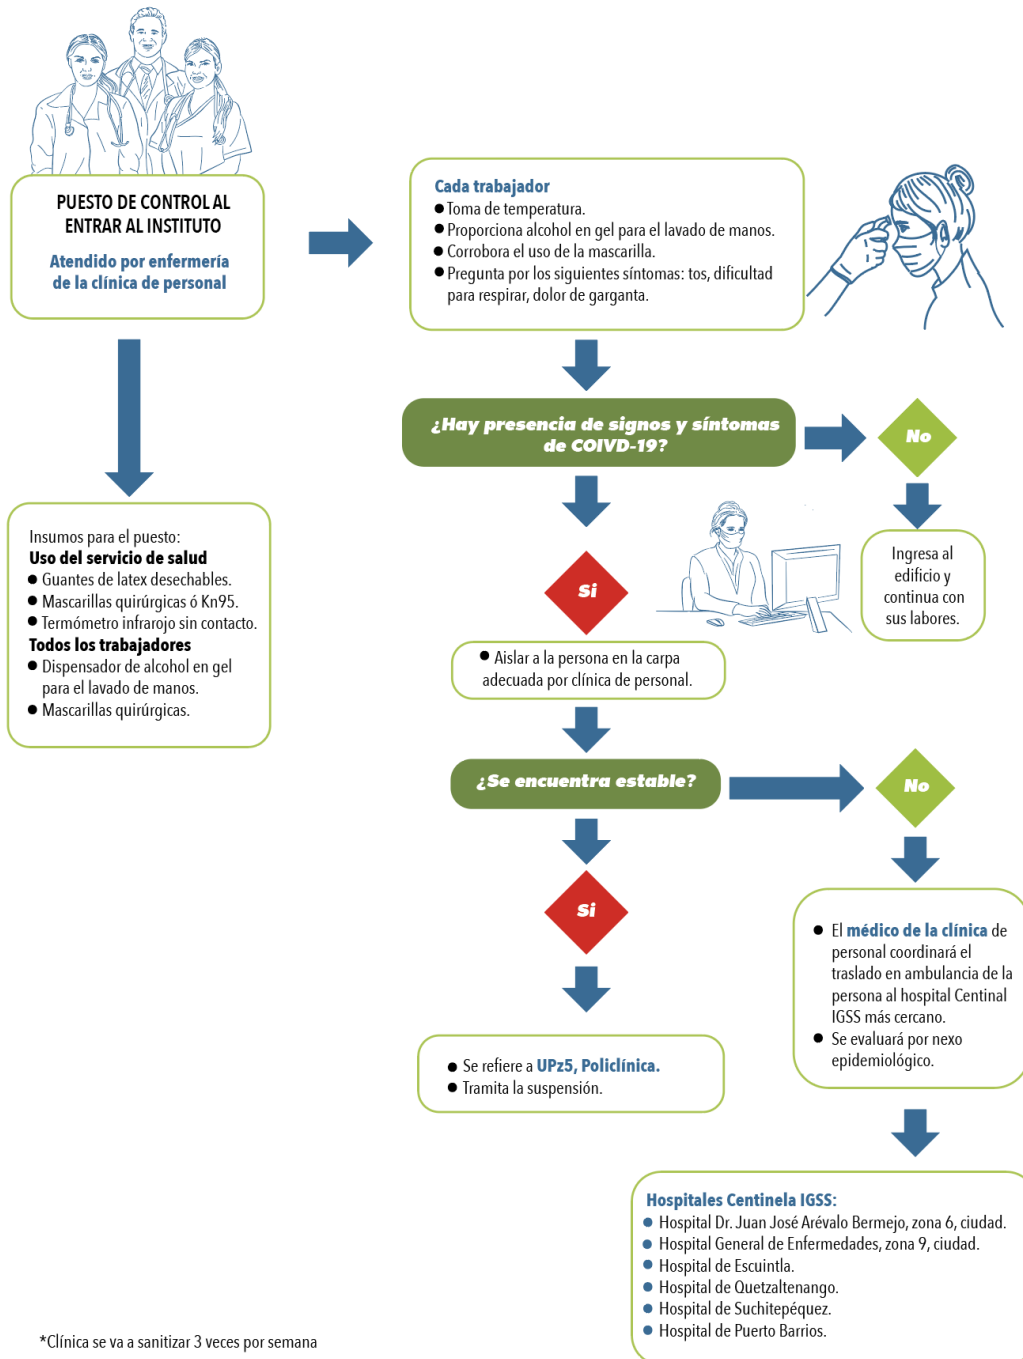 PUESTO DE CONTROL AL
ENTRAR AL INSTITUTO
Atendido por enfermería
de la clínica de personal
Cada trabajador
● Toma de temperatura.
● Proporciona alcohol en gel para el lavado de manos.
● Corrobora el uso de la mascarilla.
● Pregunta por los siguientes síntomas: tos, dificultad
para respirar, dolor de garganta.
¿Hay presencia de signos y síntomas
de COIVD-19?
No
Ingresa al
edificio y
continua con
sus labores.
Insumos para el puesto:
Uso del servicio de salud
● Guantes de latex desechables.
● Mascarillas quirúrgicas ó Kn95.
● Termómetro infrarojo sin contacto.
Todos los trabajadores
● Dispensador de alcohol en gel
para el lavado de manos.
● Mascarillas quirúrgicas.
Si
● Aislar a la persona en la carpa
adecuada por clínica de personal.
¿Se encuentra estable?
No
Si
● El médico de la clínica de
personal coordinará el
traslado en ambulancia de la
persona al hospital Centinal
IGSS más cercano.
● Se evaluará por nexo
epidemiológico.
● Se refiere a UPz5, Policlínica.
● Tramita la suspensión.
Hospitales Centinela IGSS:
● Hospital Dr. Juan José Arévalo Bermejo, zona 6, ciudad.
● Hospital General de Enfermedades, zona 9, ciudad.
● Hospital de Escuintla.
● Hospital de Quetzaltenango.
● Hospital de Suchitepéquez.
● Hospital de Puerto Barrios.
*Clínica se va a sanitizar 3 veces por semana